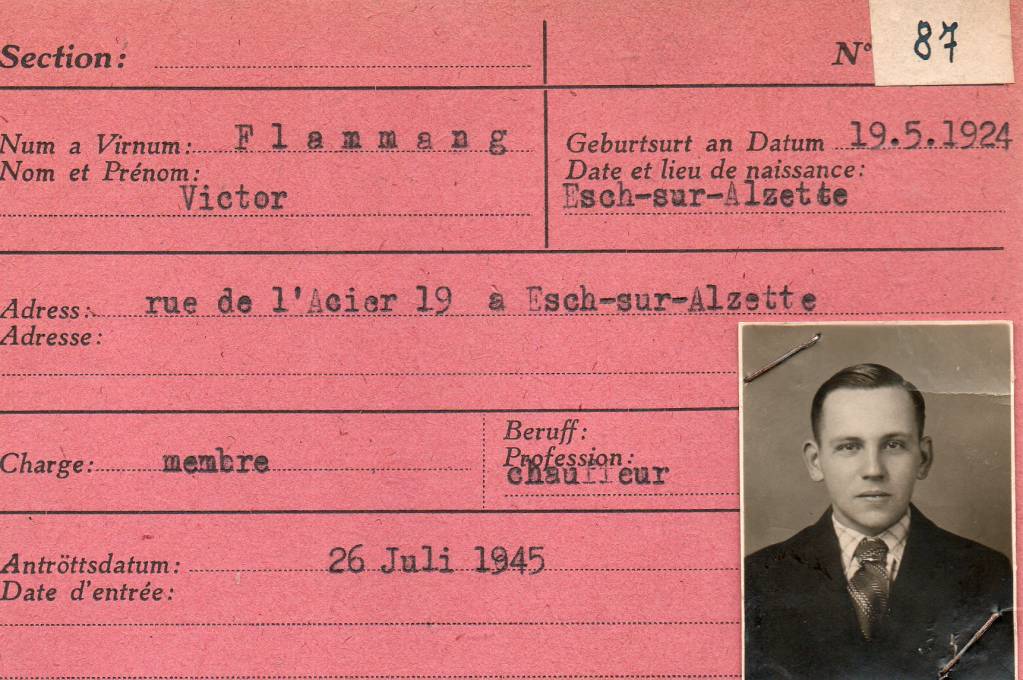 Section:
N° 87
Num a Virnum: Flammang
Nom et Prénom:
Victor
Geburtsurt an Datum 19.5.1924
Date et lieu de naissance:
Esch-sur-Alzette
Adress: rue de l'Acier 19 a Esch-sur-Alzette
Adresse:
Charge: membre
Beruff:
Profession:
chauffeur
Antröttsdatum: 26 Juli 1945
Date d'entrée: